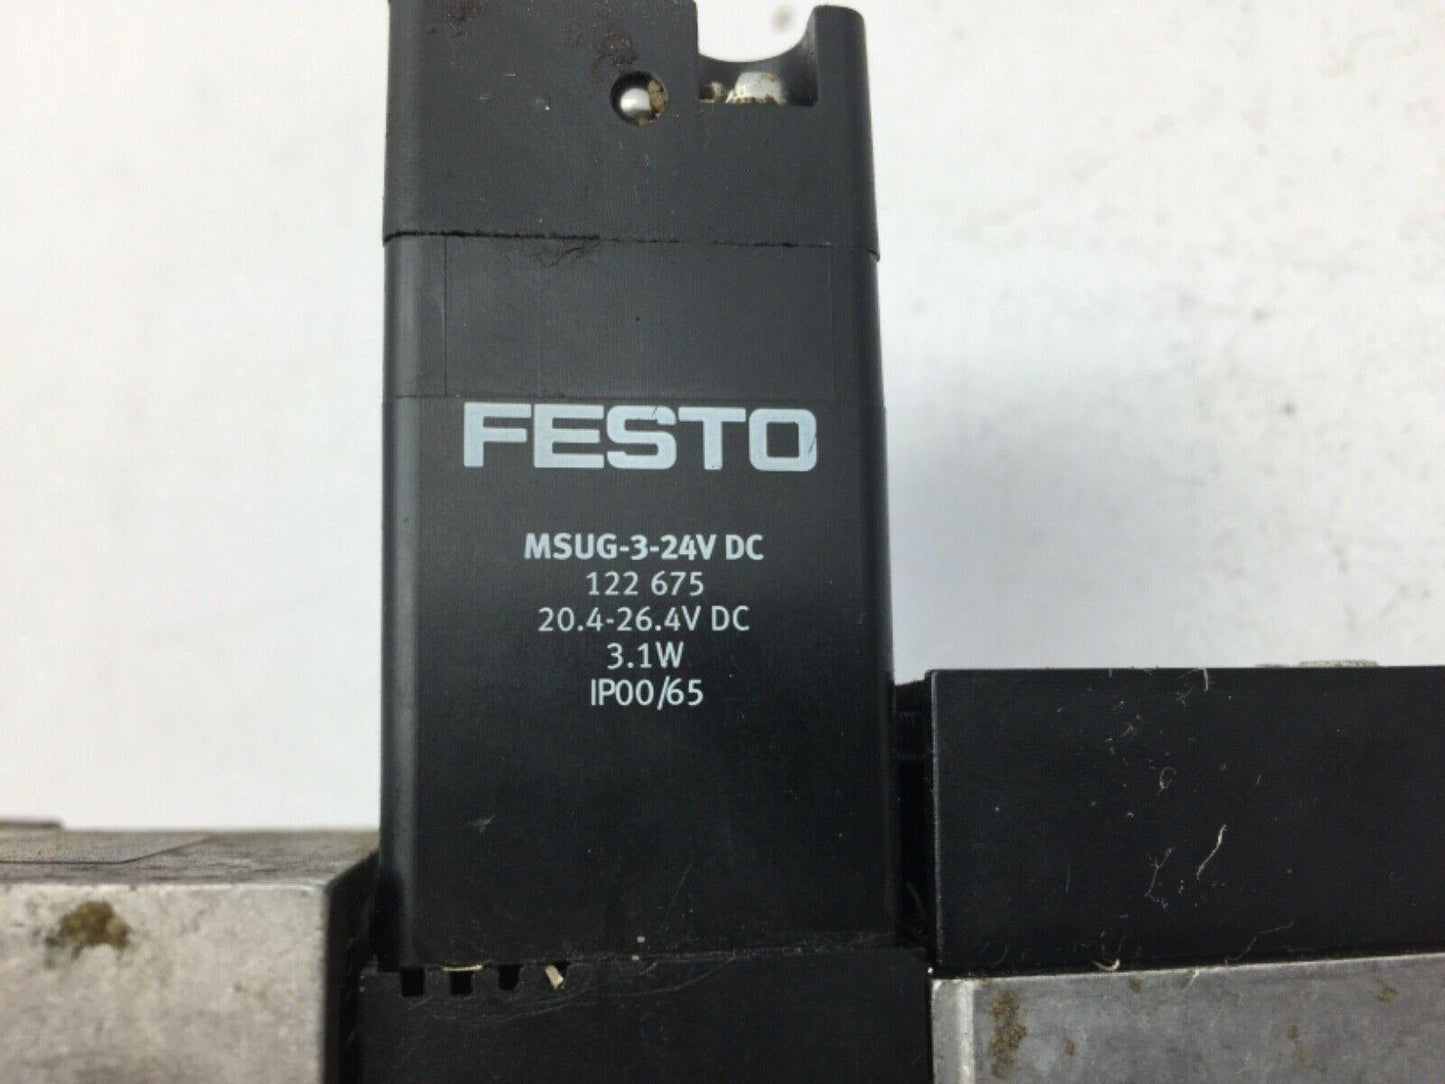 FESTO
MSUG-3-24V DC
122 675
20.4-26.4V DC
3.1W
IP00/65